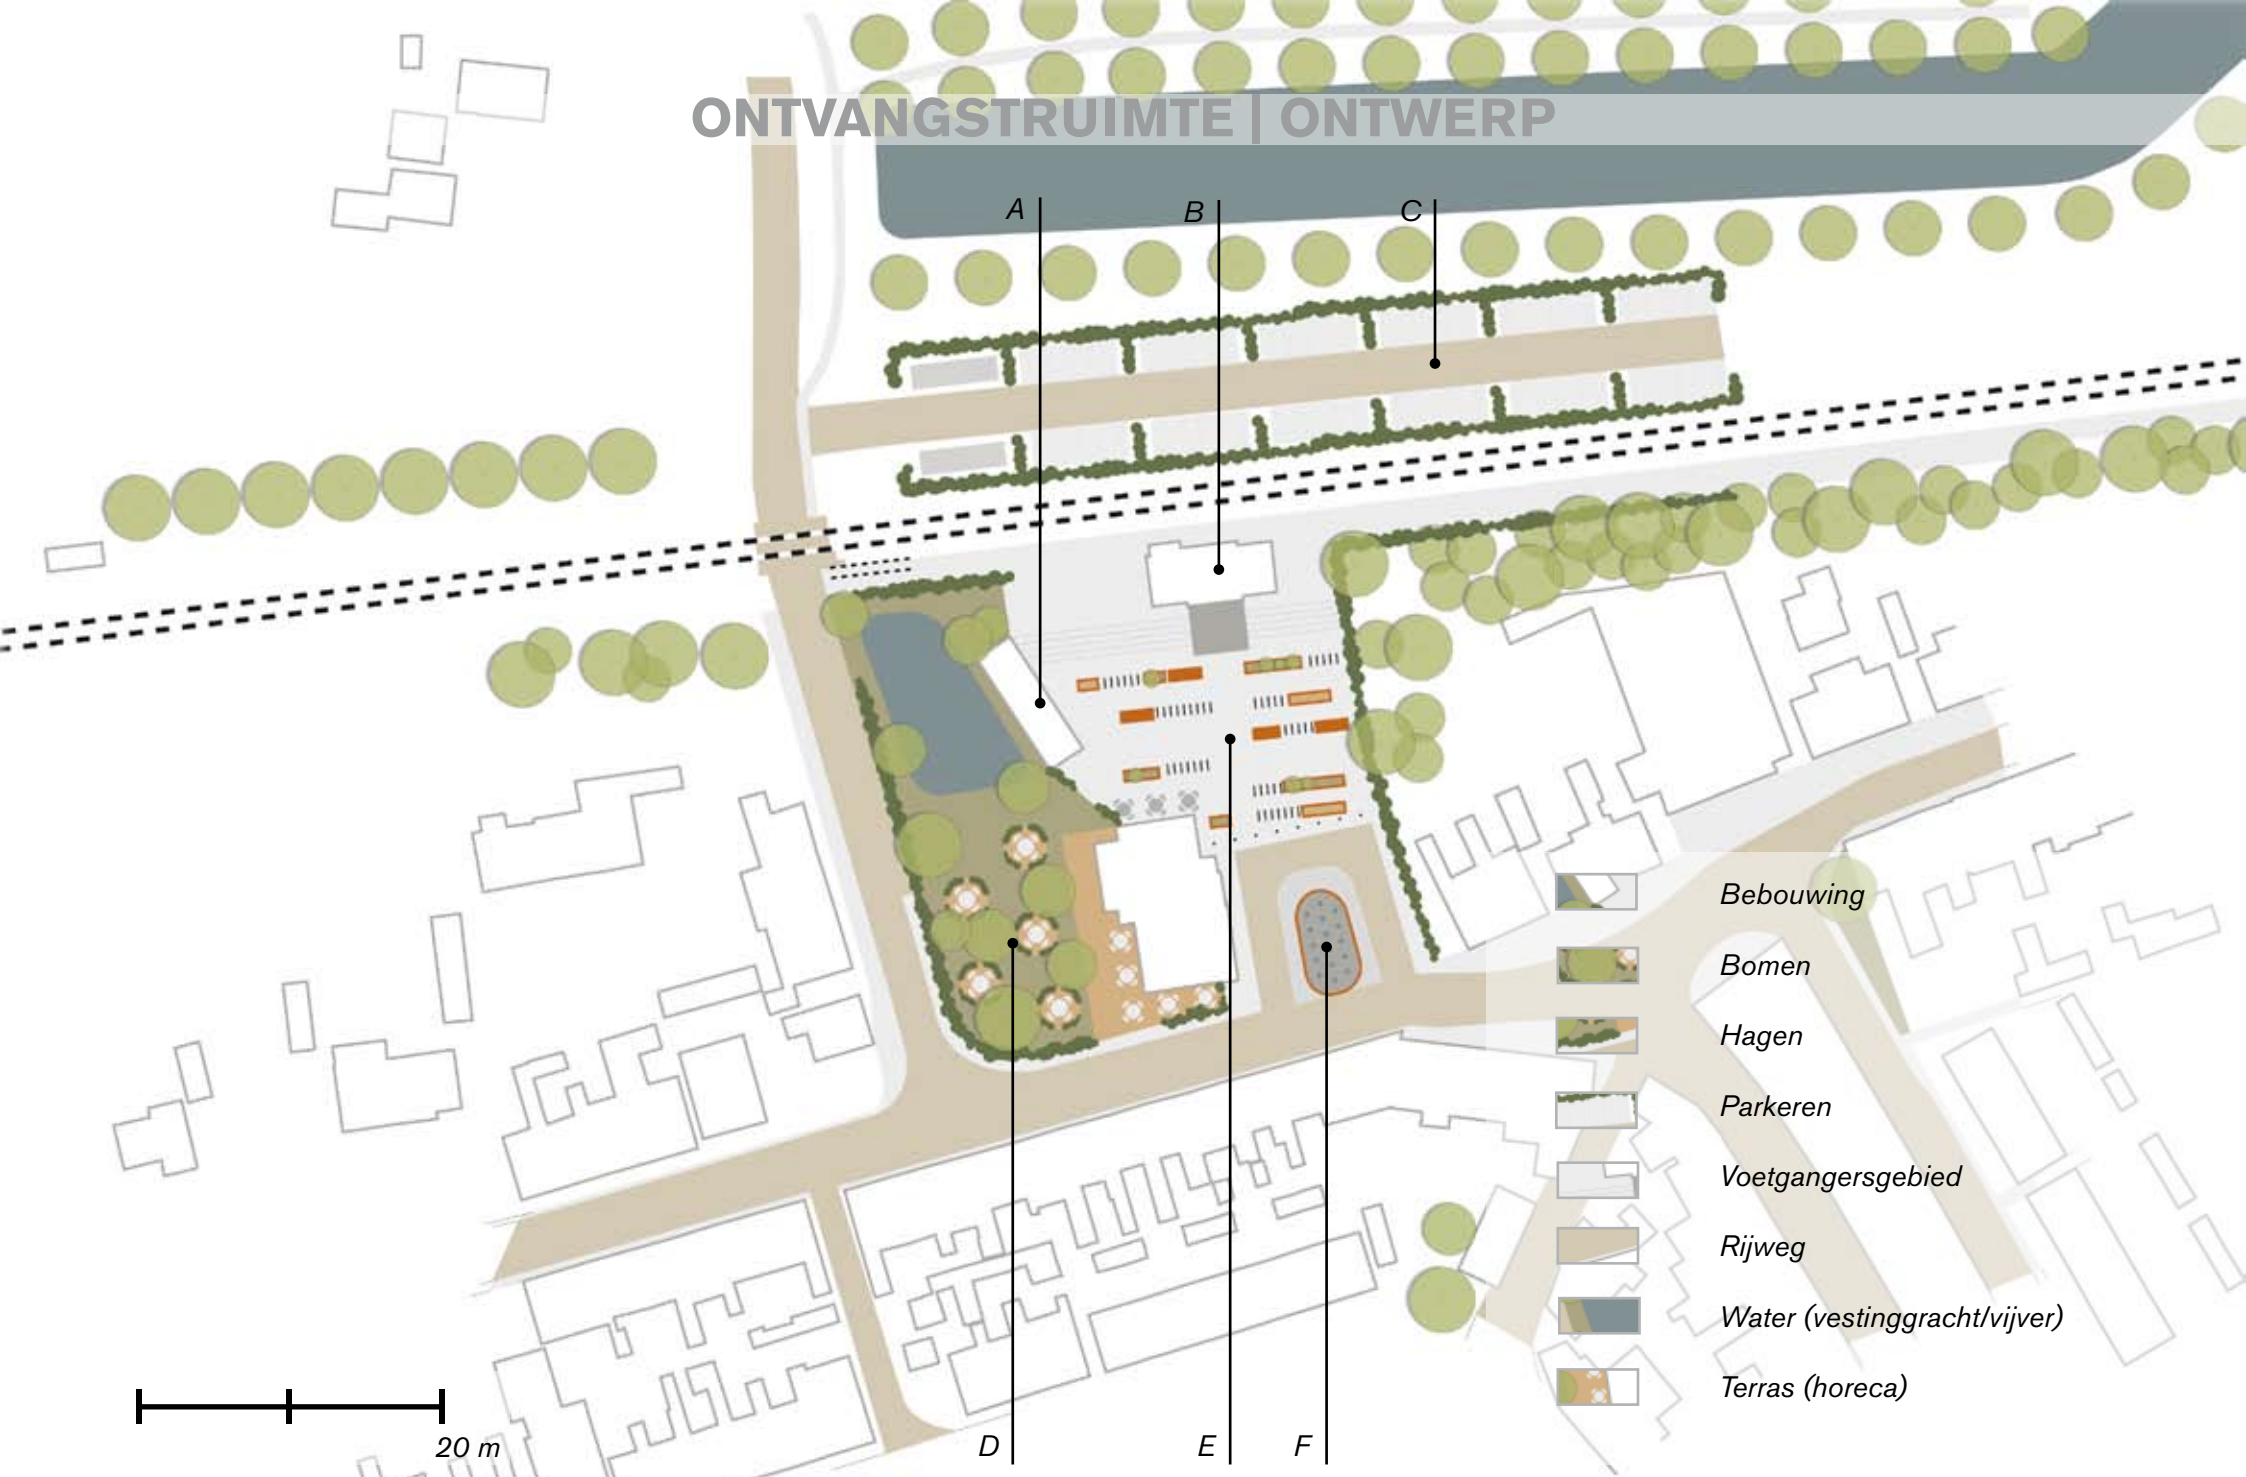 ONTVANGSTRUIMTE | ONTWERP
A
B
C
Bebouwing
Bomen
Hagen
Parkeren
Voetgangersgebied
Rijweg
Water (vestinggracht/vijver)
Terras (horeca)
20 m
D
E
F